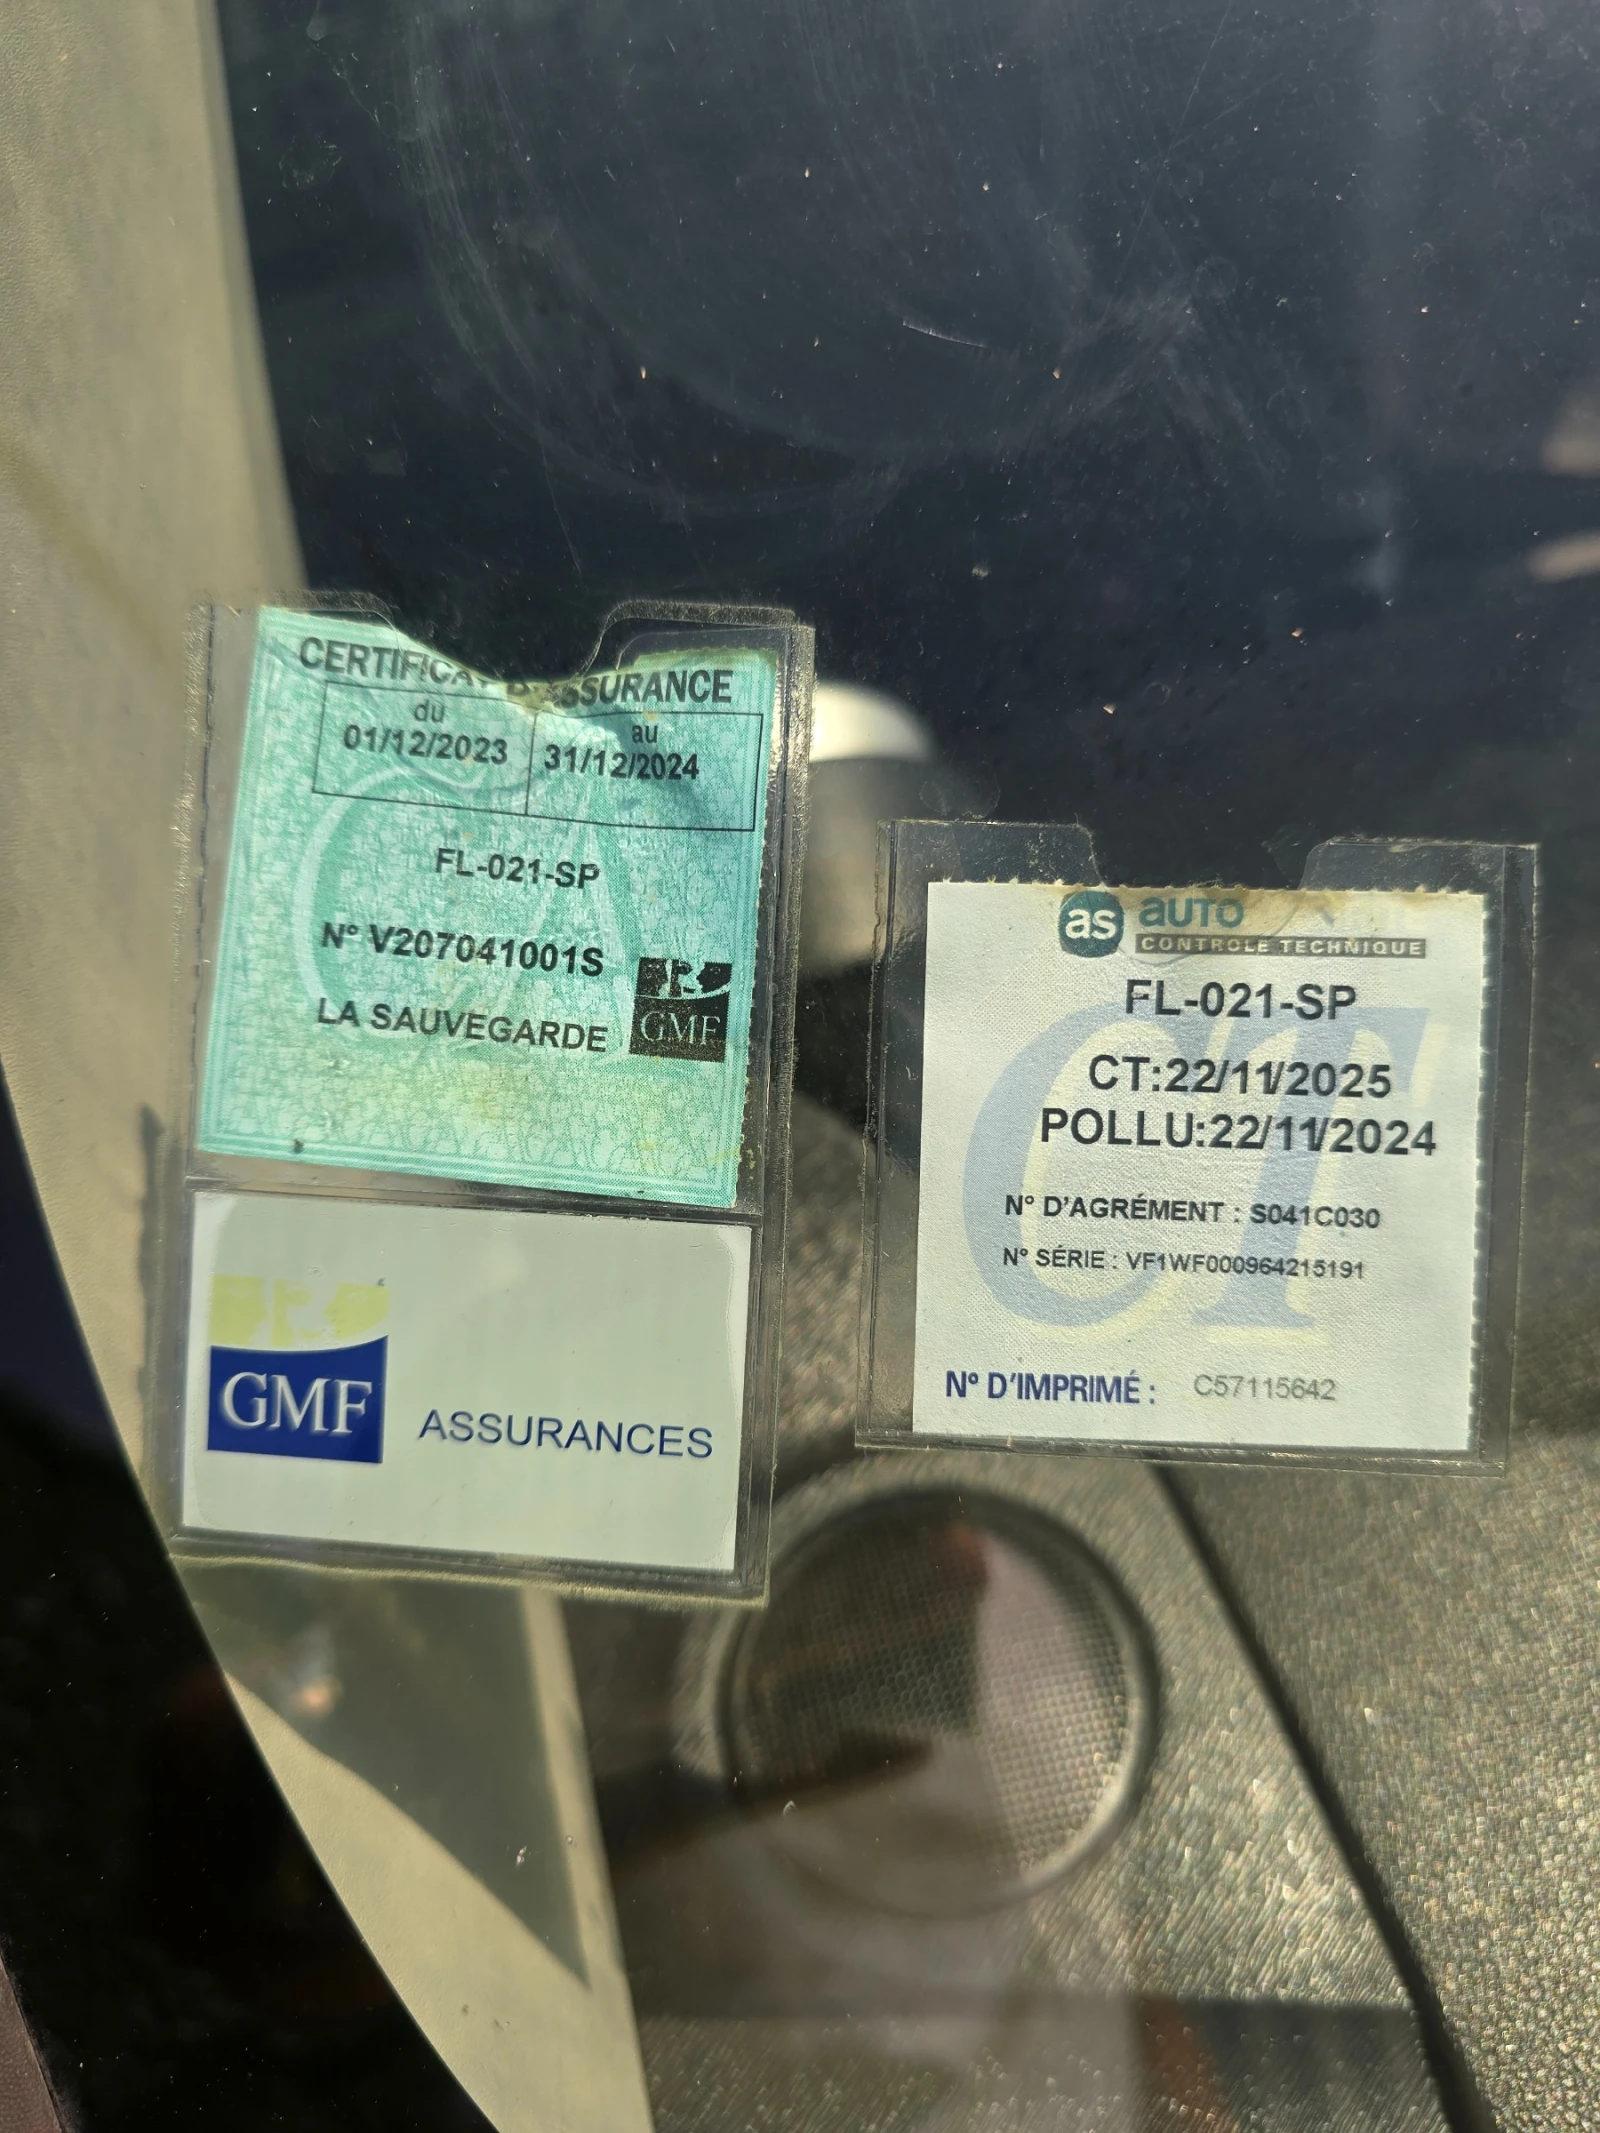 CERTIFICAT D'ASSURANCE
du
01/12/2023
au
31/12/2024
FL-021-SP
N° V207041001S
LA SAUVEGARDE
GMF
GMF
ASSURANCES
as AUTO
CONTROLE TECHNIQUE
FL-021-SP
CT:22/11/2025
POLLU:22/11/2024
N° D'AGRÉMENT : S041C030
N° SÉRIE : VF1WF000964215191
N° D'IMPRIMÉ : C57115642